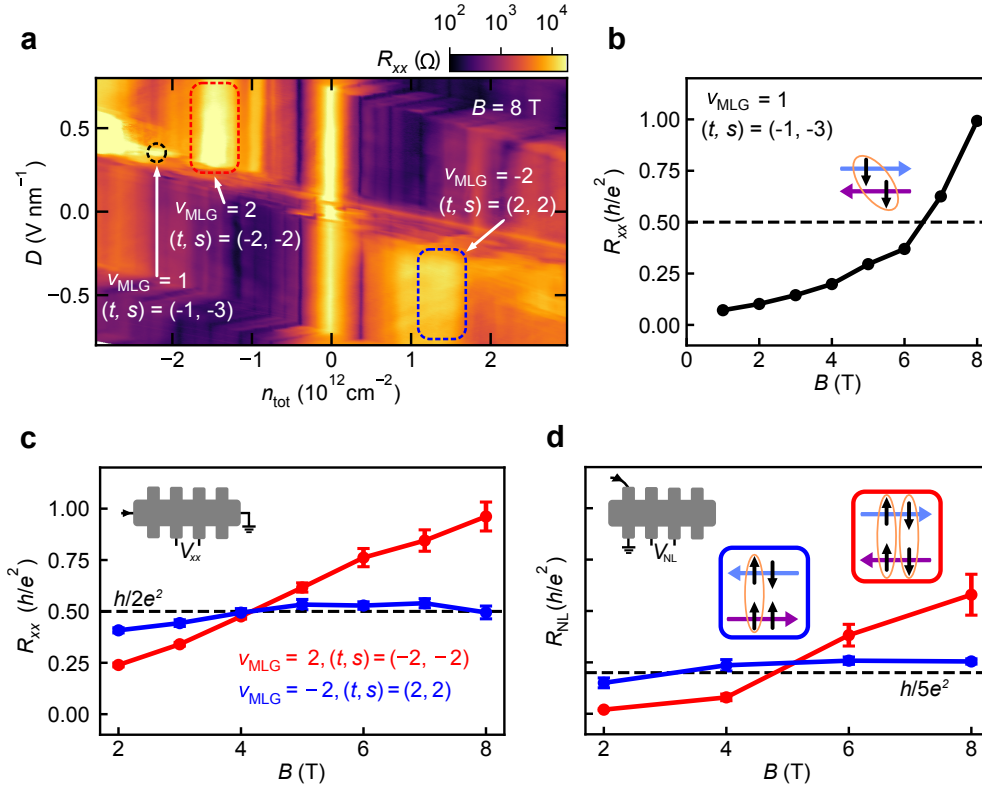 a
R_xx (Ω)
10^2 10^3 10^4
B = 8 T
0.5
0.0
−0.5
D (V nm^−1)
ν_MLG = 2
(t, s) = (-2, -2)
ν_MLG = -2
(t, s) = (2, 2)
ν_MLG = 1
(t, s) = (-1, -3)
−2 −1 0 1 2
n_tot (10^12 cm^−2)
b
ν_MLG = 1
(t, s) = (-1, -3)
1.00
0.75
0.50
0.25
0.00
R_xx (h/e^2)
0 2 4 6 8
B (T)
c
1.00
0.75
0.50
0.25
0.00
R_xx (h/e^2)
V_xx
h/2e^2
ν_MLG = 2, (t, s) = (-2, -2)
ν_MLG = -2, (t, s) = (2, 2)
2 4 6 8
B (T)
d
R_NL (h/e^2)
V_NL
h/5e^2
2 4 6 8
B (T)